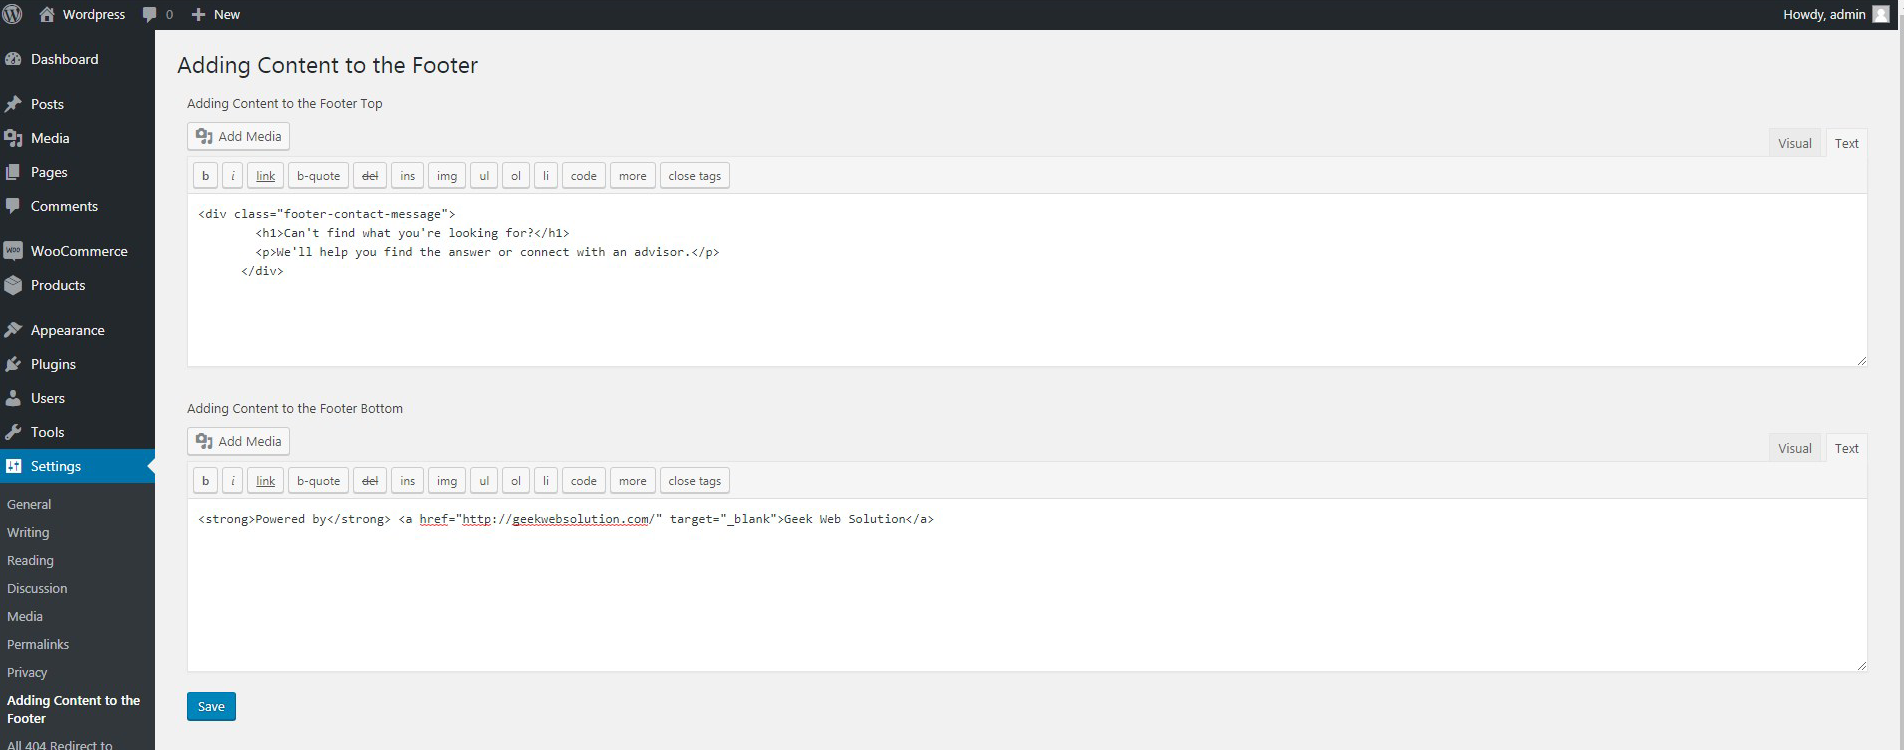 Wordpress 0 New Howdy, admin
Dashboard
Posts
Media
Pages
Comments
WOO WooCommerce
Products
Appearance
Plugins
Users
Tools
Settings
General
Writing
Reading
Discussion
Media
Permalinks
Privacy
Adding Content to the
Footer
All 404 Redirect to
Adding Content to the Footer
Adding Content to the Footer Top
Add Media
Visual Text
b i link b-quote del ins img ul ol li code more close tags
<div class="footer-contact-message">
<h1>Can't find what you're looking for?</h1>
<p>We'll help you find the answer or connect with an advisor.</p>
</div>
Adding Content to the Footer Bottom
Add Media
Visual Text
b i link b-quote del ins img ul ol li code more close tags
<strong>Powered by</strong> <a href="http://geekwebsolution.com/" target="_blank">Geek Web Solution</a>
Save